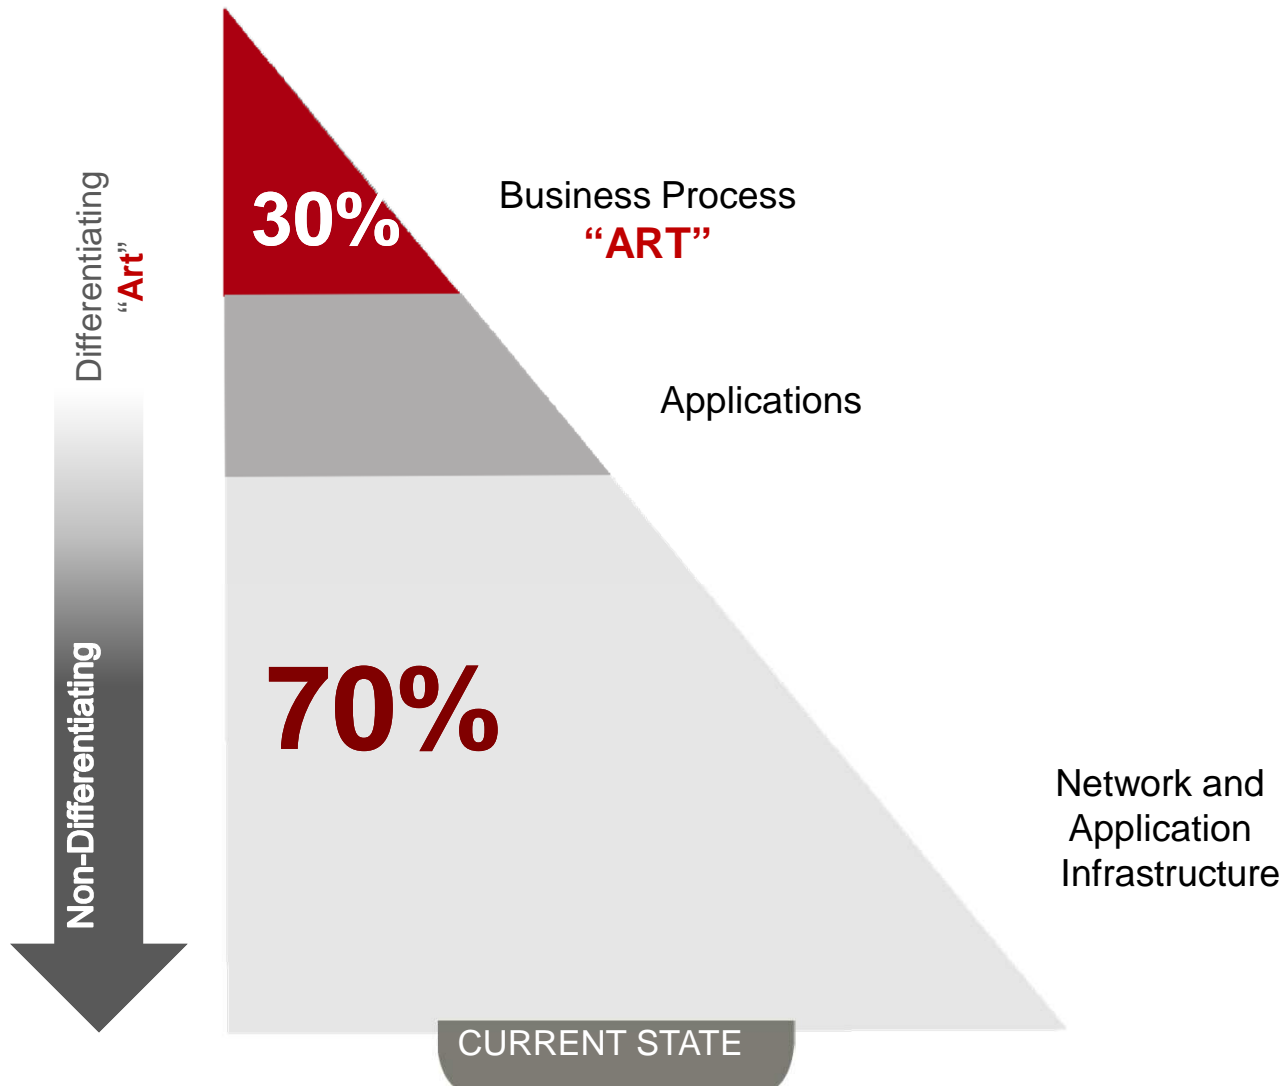 30%
Business Process
“ART”
Differentiating
“Art”
Applications
70%
Non-Differentiating
Network and
Application
Infrastructure
CURRENT STATE